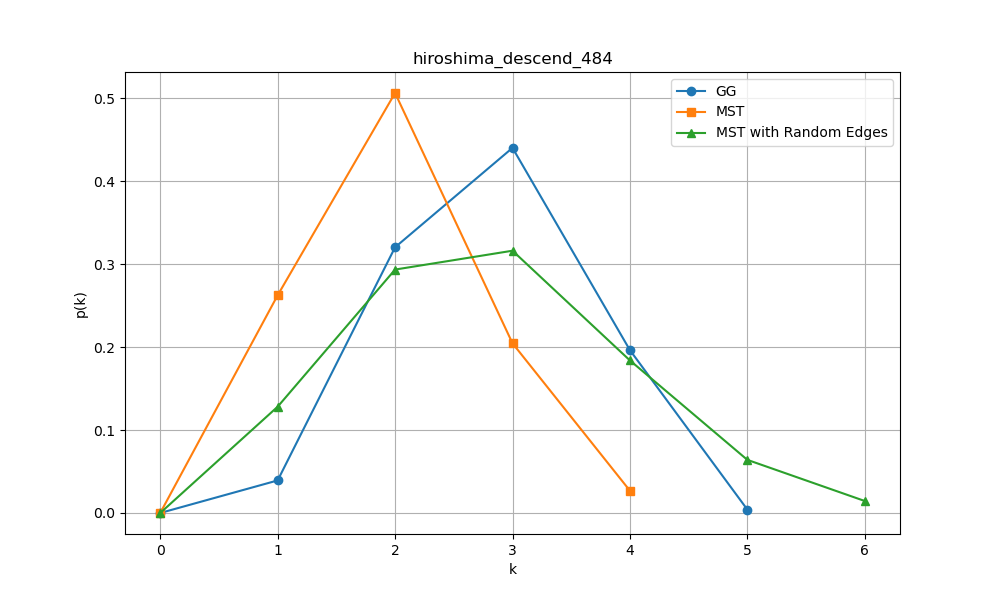 hiroshima_descend_484
GG
MST
MST with Random Edges
0.5
0.4
0.3
0.2
0.1
0.0
p(k)
0 1 2 3 4 5 6
k